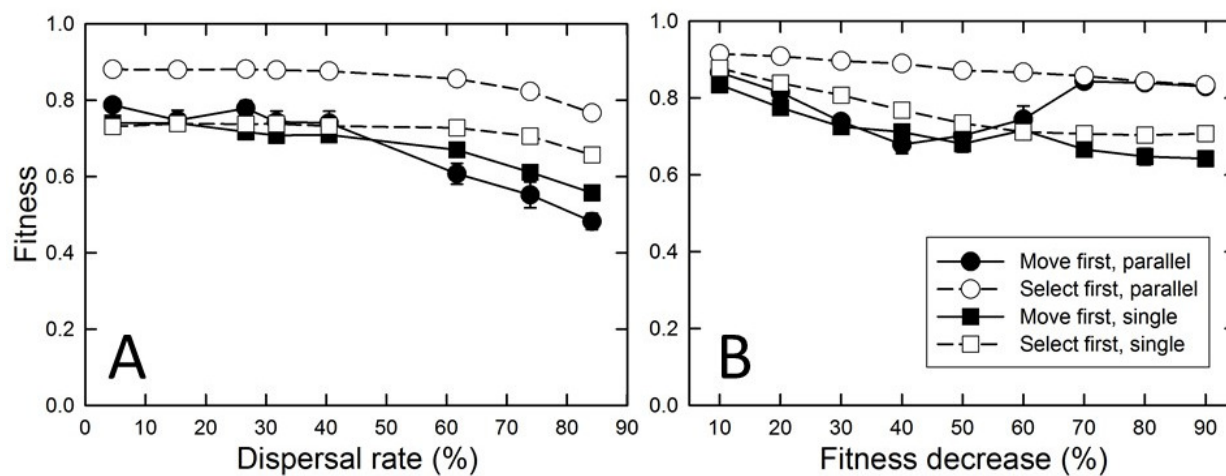 1.0
0.8
0.6
0.4
0.2
0.0
Fitness
A
0 10 20 30 40 50 60 70 80 90
Dispersal rate (%)
1.0
0.8
0.6
0.4
0.2
0.0
B
Move first, parallel
Select first, parallel
Move first, single
Select first, single
10 20 30 40 50 60 70 80 90
Fitness decrease (%)